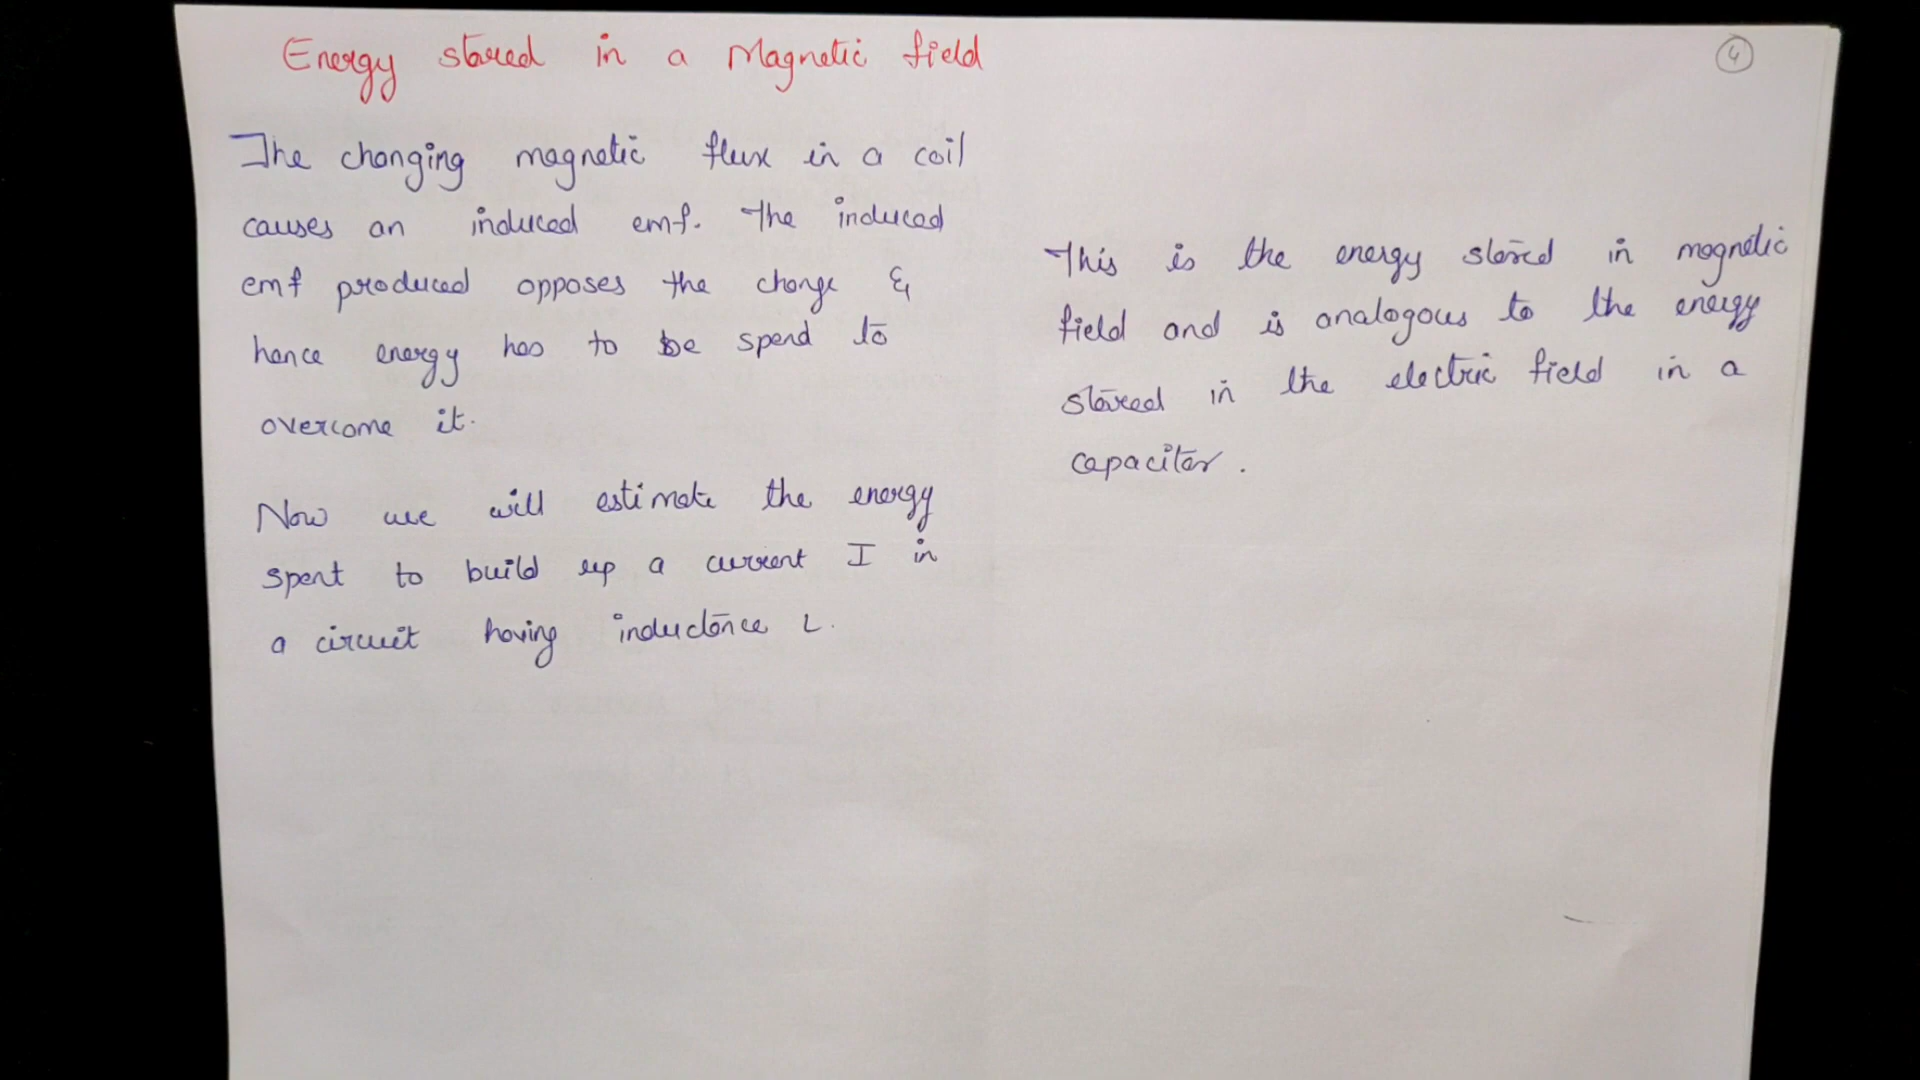 Energy stored in a Magnetic field
4
The changing magnetic flux in a coil
causes an induced emf. The induced
emf produced opposes the change &
hence energy has to be spend to
overcome it.
Now we will estimate the energy
spent to build up a current I in
a circuit having inductance L.
This is the energy stored in magnetic
field and is analogous to the energy
stored in the electric field in a
capacitor.